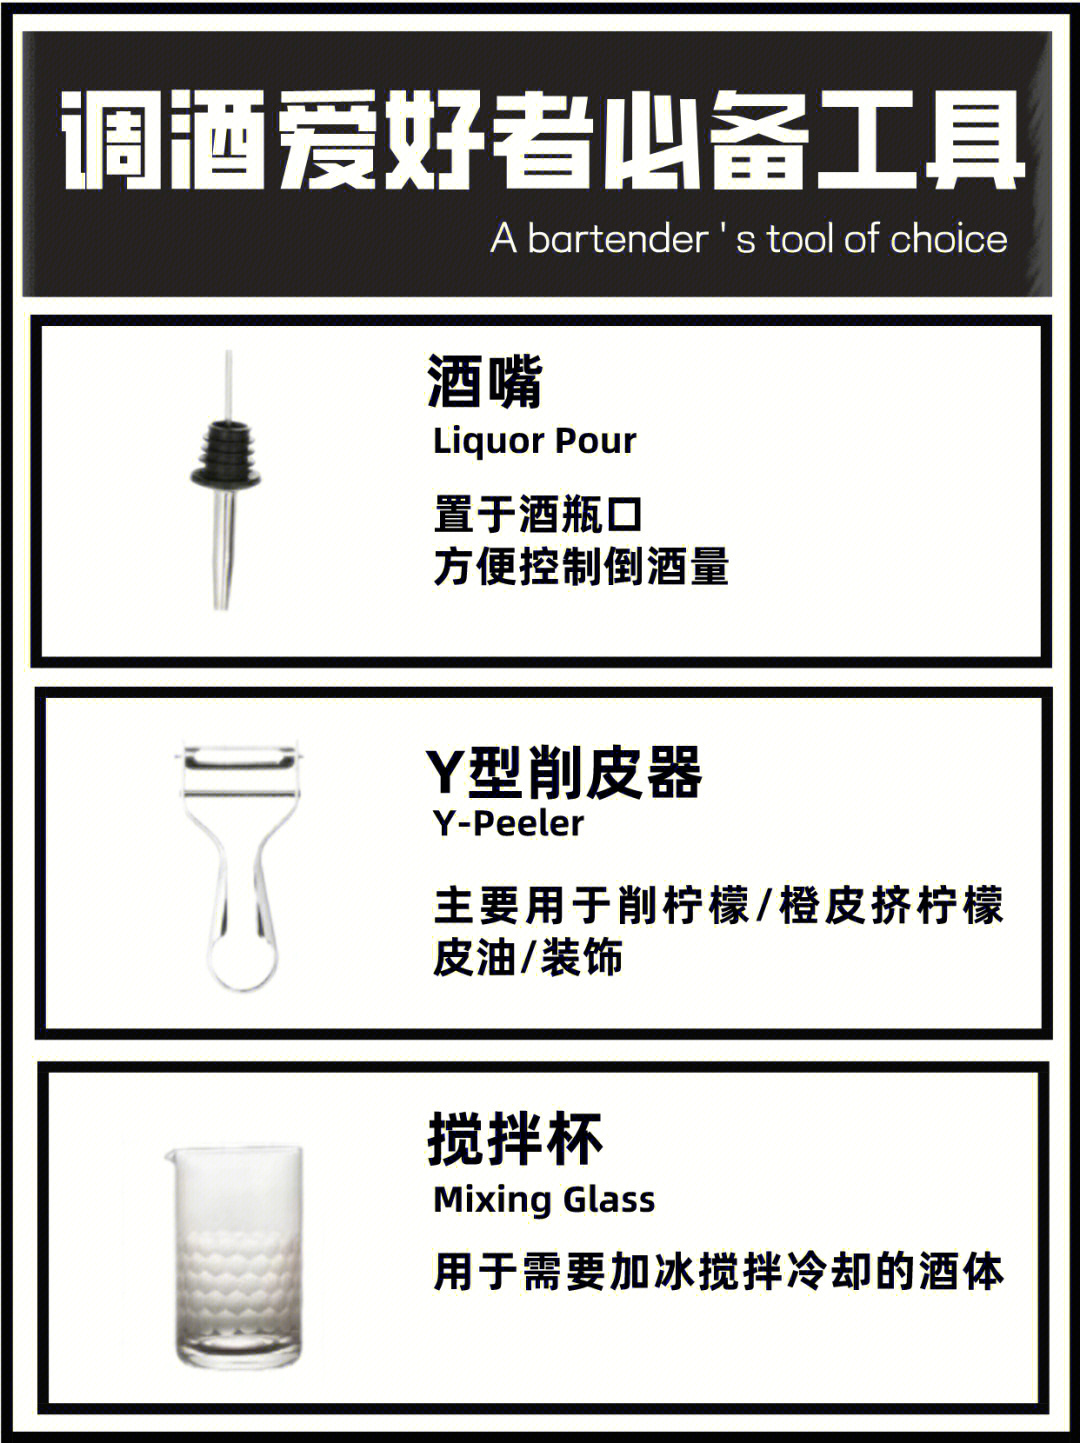 调酒爱好者必备工具
A bartender ' s tool of choice
酒嘴
Liquor Pour
置于酒瓶口
方便控制倒酒量
Y型削皮器
Y-Peeler
主要用于削柠檬/橙皮挤柠檬
皮油/装饰
搅拌杯
Mixing Glass
用于需要加冰搅拌冷却的酒体